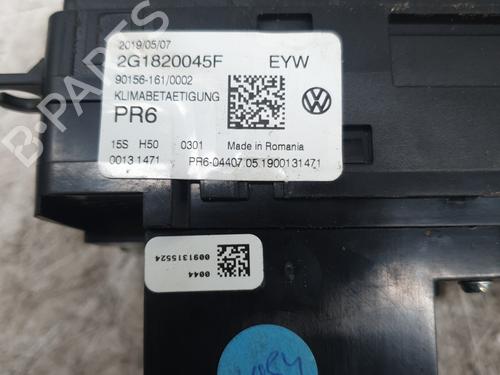 2019/05/07
2G1820045F EYW
90156-161/0002
KLIMABETAETIGUNG
PR6
15S H50 0301 Made in Romania
0013 1471 PR6-04407.05.1900131471
0044
0091315524
B-PARTS